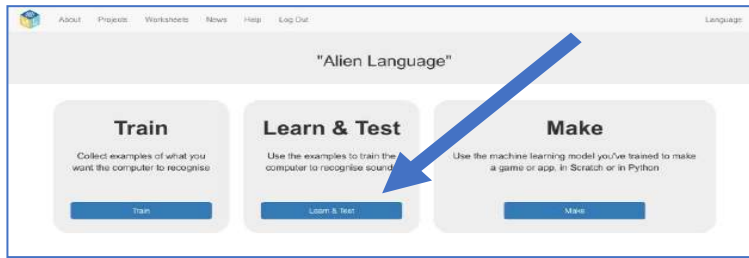 About Projects Worksheets News Help Log Out Language
"Alien Language"
Train
Collect examples of what you
want the computer to recognise
Train
Learn & Test
Use the examples to train the
computer to recognise
Learn & Test
Make
Use the machine learning model you've trained to make
a game or app, in Scratch or in Python
Make